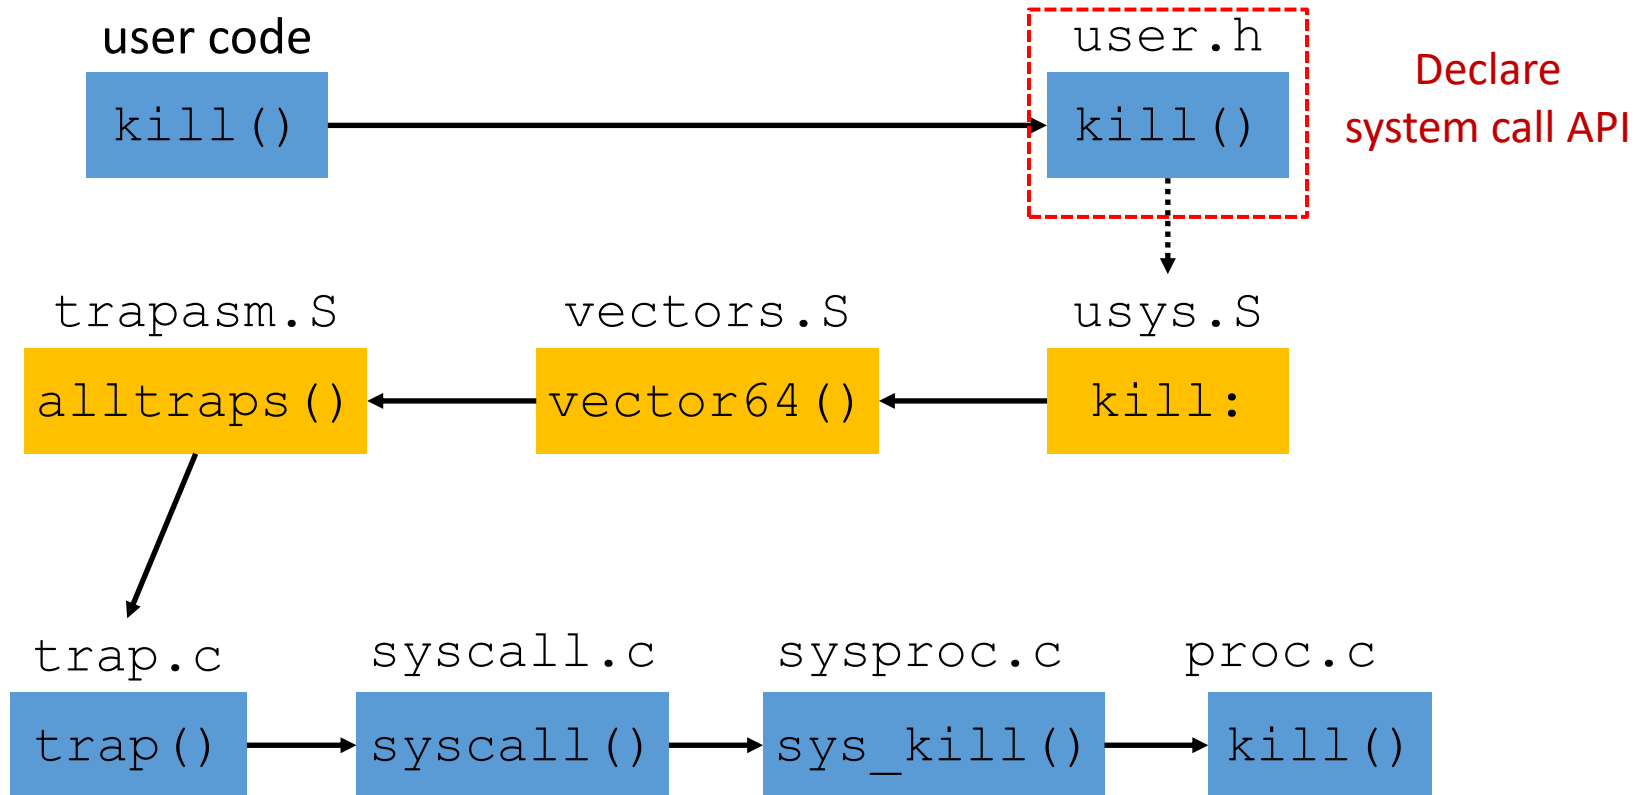 user code
user.h
kill()
kill()
Declare
system call API
trapasm.S
vectors.S
usys.S
alltraps()
vector64()
kill:
trap.c
syscall.c
sysproc.c
proc.c
trap()
syscall()
sys_kill()
kill()